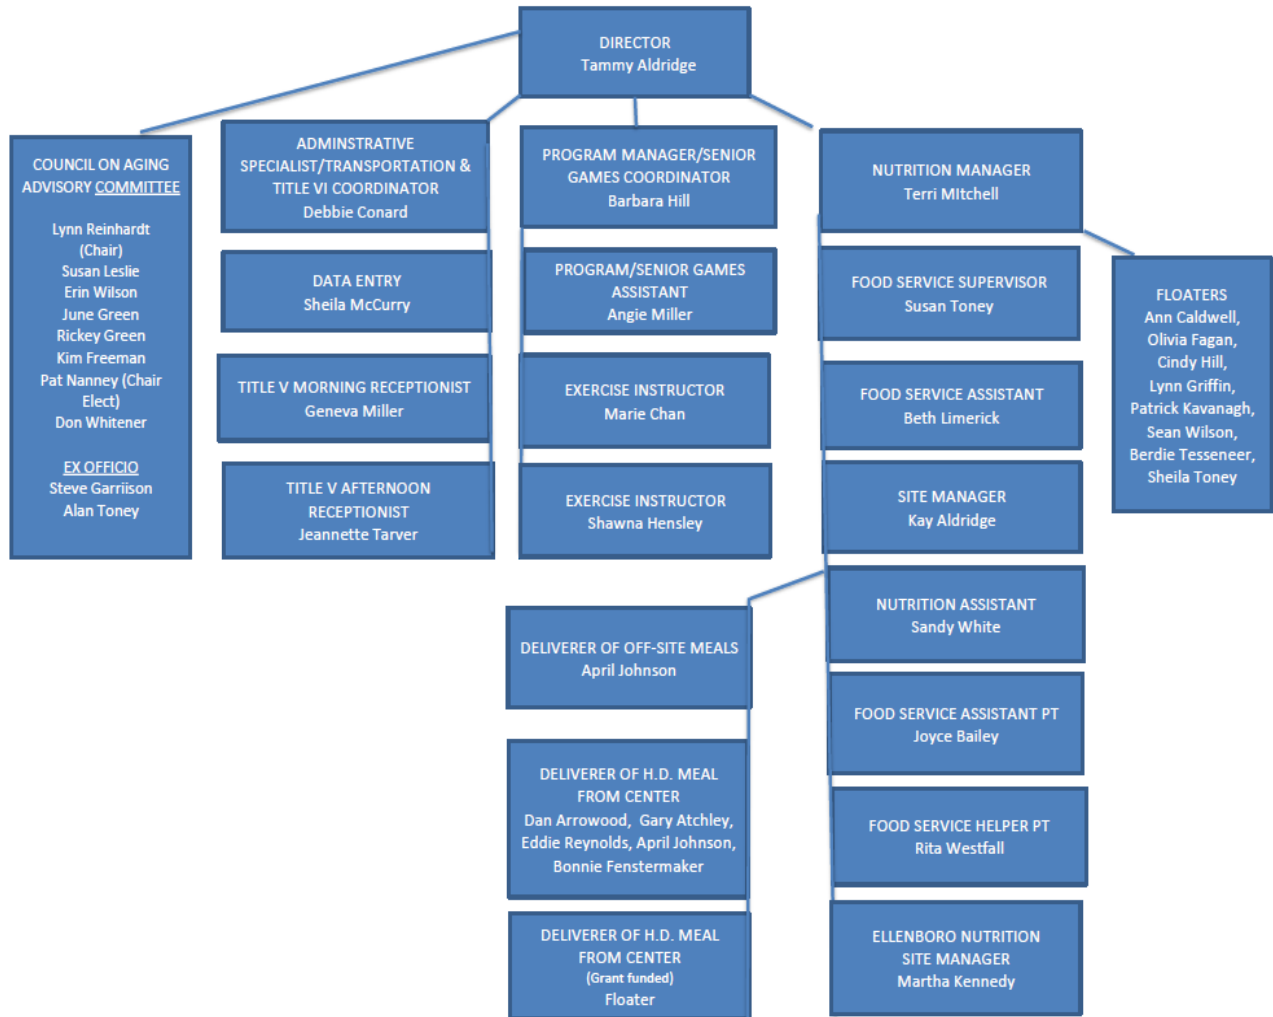 DIRECTOR
Tammy Aldridge
COUNCIL ON AGING
ADVISORY COMMITTEE
Lynn Reinhardt
(Chair)
Susan Leslie
Erin Wilson
June Green
Rickey Green
Kim Freeman
Pat Nanney (Chair
Elect)
Don Whitener
EX OFFICIO
Steve Garriison
Alan Toney
ADMINSTRATIVE
SPECIALIST/TRANSPORTATION &
TITLE VI COORDINATOR
Debbie Conard
DATA ENTRY
Sheila McCurry
TITLE V MORNING RECEPTIONIST
Geneva Miller
TITLE V AFTERNOON
RECEPTIONIST
Jeannette Tarver
PROGRAM MANAGER/SENIOR
GAMES COORDINATOR
Barbara Hill
PROGRAM/SENIOR GAMES
ASSISTANT
Angie Miller
EXERCISE INSTRUCTOR
Marie Chan
EXERCISE INSTRUCTOR
Shawna Hensley
NUTRITION MANAGER
Terri MItchell
FOOD SERVICE SUPERVISOR
Susan Toney
FOOD SERVICE ASSISTANT
Beth Limerick
SITE MANAGER
Kay Aldridge
NUTRITION ASSISTANT
Sandy White
FOOD SERVICE ASSISTANT PT
Joyce Bailey
FOOD SERVICE HELPER PT
Rita Westfall
ELLENBORO NUTRITION
SITE MANAGER
Martha Kennedy
FLOATERS
Ann Caldwell,
Olivia Fagan,
Cindy Hill,
Lynn Griffin,
Patrick Kavanagh,
Sean Wilson,
Berdie Tesseneer,
Sheila Toney
DELIVERER OF OFF-SITE MEALS
April Johnson
DELIVERER OF H.D. MEAL
FROM CENTER
Dan Arrowood, Gary Atchley,
Eddie Reynolds, April Johnson,
Bonnie Fenstermaker
DELIVERER OF H.D. MEAL
FROM CENTER
(Grant funded)
Floater